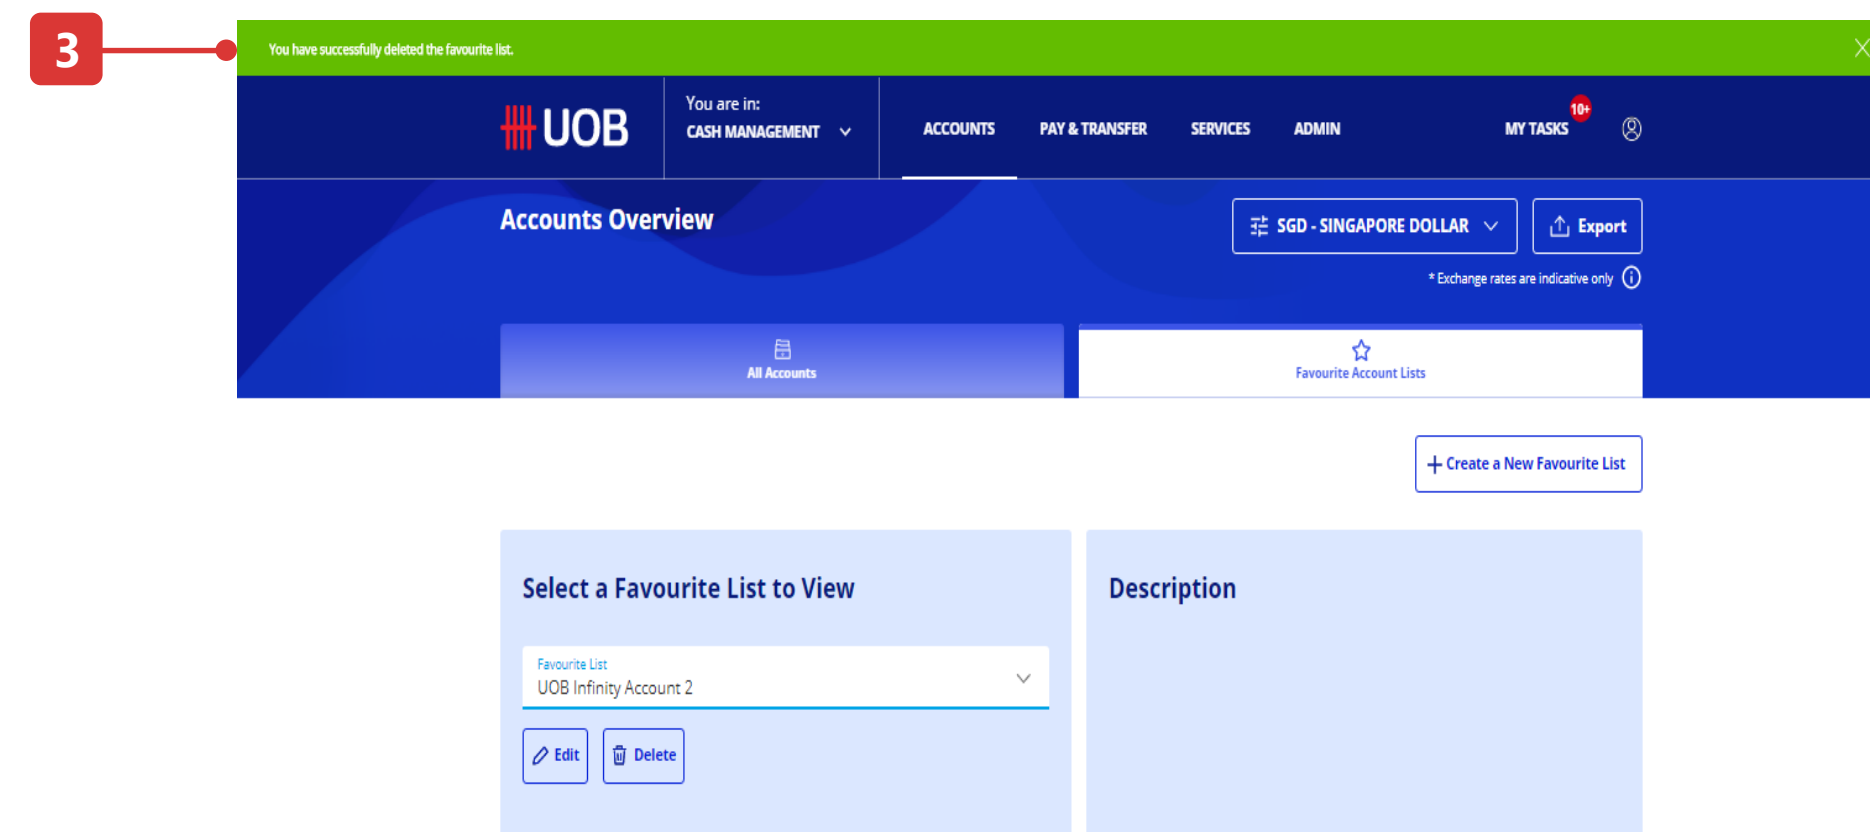 3
You have successfully deleted the favourite list.
UOB
You are in:
CASH MANAGEMENT
ACCOUNTS
PAY & TRANSFER
SERVICES
ADMIN
MY TASKS
10+
Accounts Overview
SGD - SINGAPORE DOLLAR
Export
* Exchange rates are indicative only
All Accounts
Favourite Account Lists
+ Create a New Favourite List
Select a Favourite List to View
Favourite List
UOB Infinity Account 2
Edit
Delete
Description